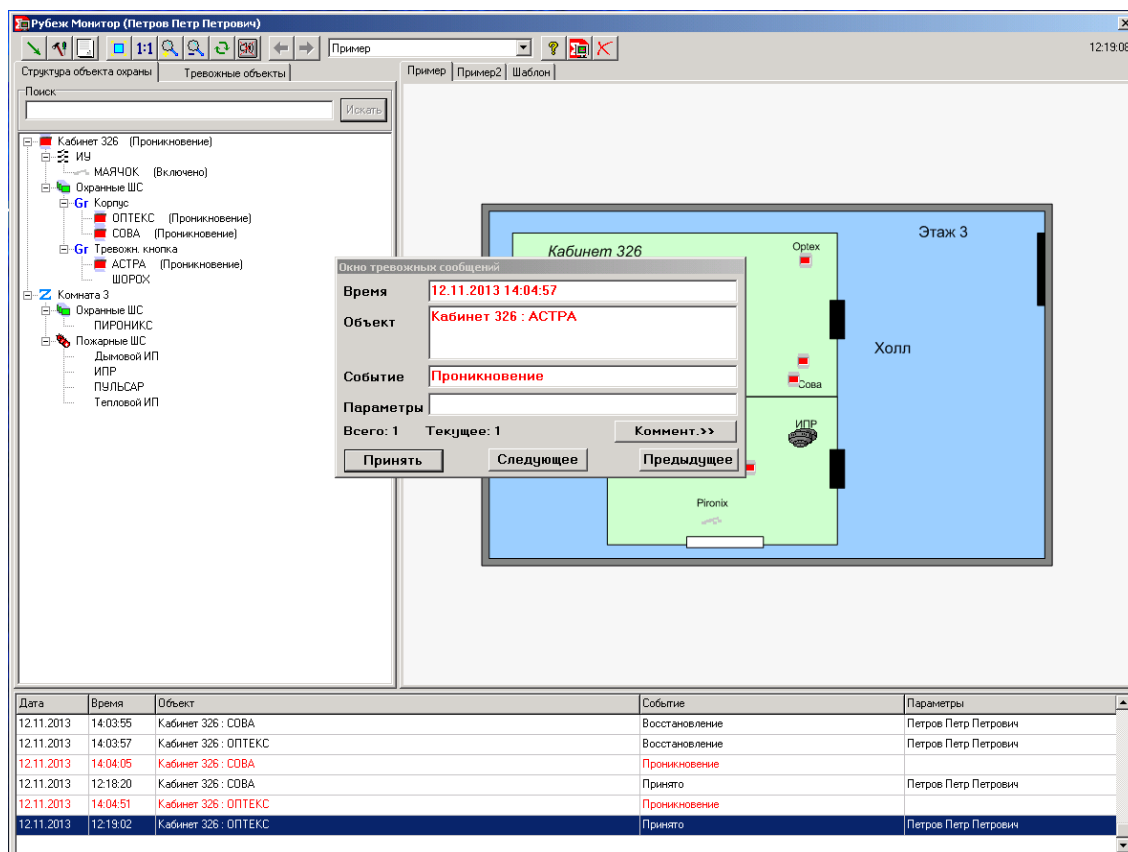 Рубеж Монитор (Петров Петр Петрович)
1:1 Пример ? 12:19:08
Структура объекта охраны Тревожные объекты
Пример Пример2 Шаблон
Поиск
Искать
Кабинет 326 (Проникновение)
ИУ
МАЯЧОК (Включено)
Охранные ШС
Gr Корпус
ОПТЕКС (Проникновение)
СОВА (Проникновение)
Gr Тревожн. кнопка
АСТРА (Проникновение)
ШОРОХ
Z Комната 3
Охранные ШС
ПИРОНИКС
Пожарные ШС
Дымовой ИП
ИПР
ПУЛЬСАР
Тепловой ИП
Этаж 3
Кабинет 326
Optex
Холл
Сова
ИПР
Pironix
Окно тревожных сообщений
Время 12.11.2013 14:04:57
Объект Кабинет 326 : АСТРА
Событие Проникновение
Параметры
Всего: 1 Текущее: 1 Коммент.>>
Принять Следующее Предыдущее
Дата Время Объект Событие Параметры
12.11.2013 14:03:55 Кабинет 326 : СОВА Восстановление Петров Петр Петрович
12.11.2013 14:03:57 Кабинет 326 : ОПТЕКС Восстановление Петров Петр Петрович
12.11.2013 14:04:05 Кабинет 326 : СОВА Проникновение
12.11.2013 12:18:20 Кабинет 326 : СОВА Принято Петров Петр Петрович
12.11.2013 14:04:51 Кабинет 326 : ОПТЕКС Проникновение
12.11.2013 12:19:02 Кабинет 326 : ОПТЕКС Принято Петров Петр Петрович